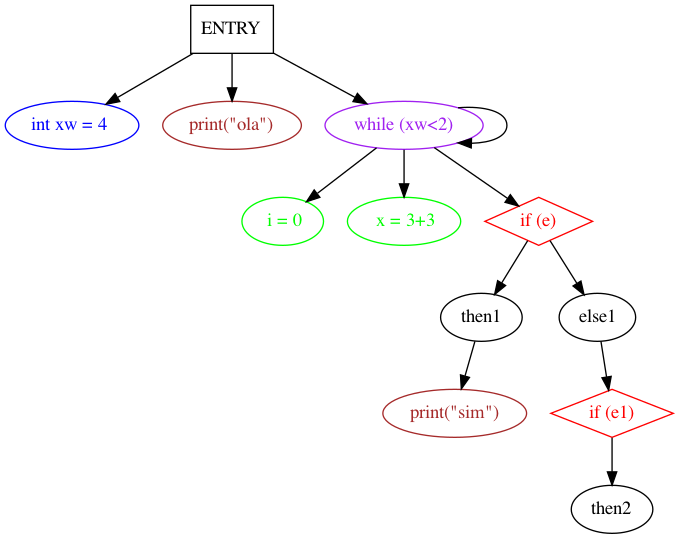 ENTRY
int xw = 4
print("ola")
while (xw<2)
i = 0
x = 3+3
if (e)
then1
else1
print("sim")
if (e1)
then2